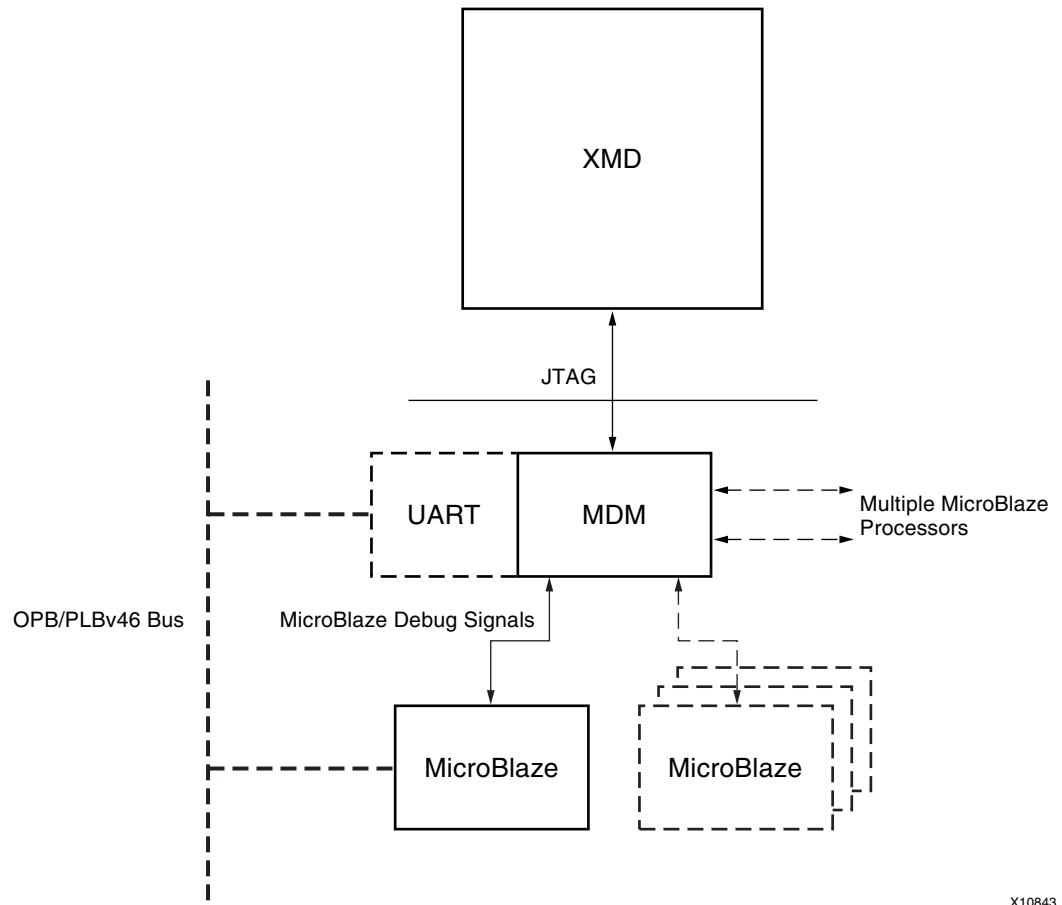 XMD
JTAG
UART
MDM
Multiple MicroBlaze
Processors
OPB/PLBv46 Bus
MicroBlaze Debug Signals
MicroBlaze
MicroBlaze
X10843